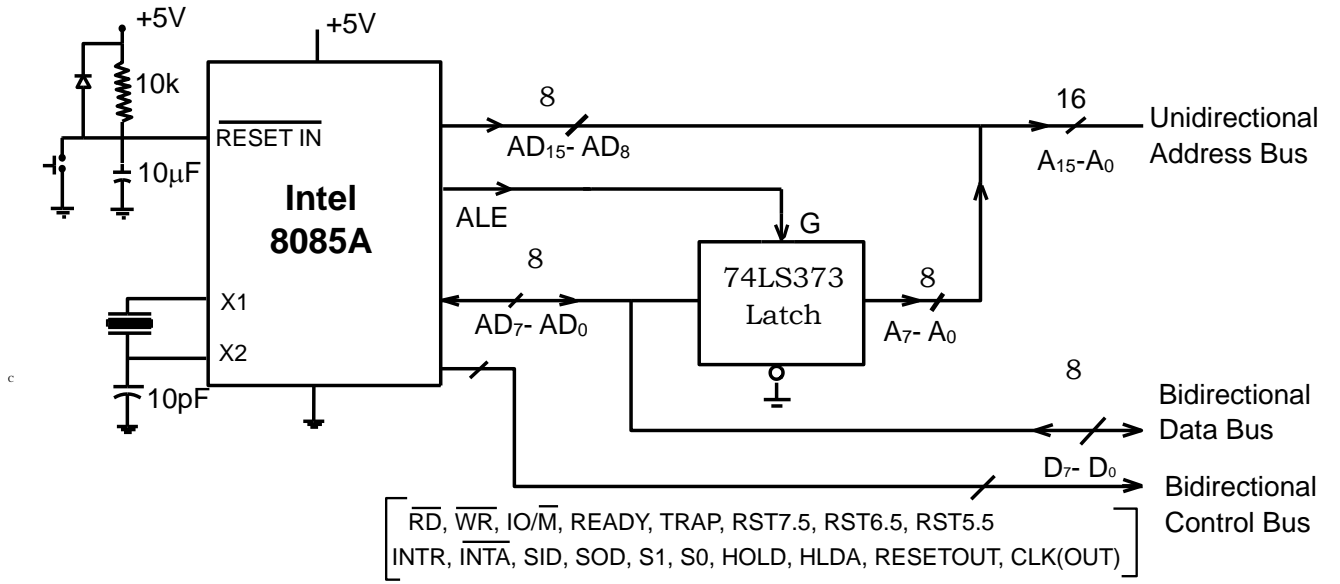 +5V
+5V
10k
8
16
Unidirectional
Address Bus
RESET IN
AD15- AD8
A15-A0
10μF
Intel
8085A
ALE
G
8
74LS373
Latch
8
X1
AD7- AD0
A7- A0
X2
c
10pF
8
Bidirectional
Data Bus
D7- D0
Bidirectional
Control Bus
RD, WR, IO/M, READY, TRAP, RST7.5, RST6.5, RST5.5
INTR, INTA, SID, SOD, S1, S0, HOLD, HLDA, RESETOUT, CLK(OUT)